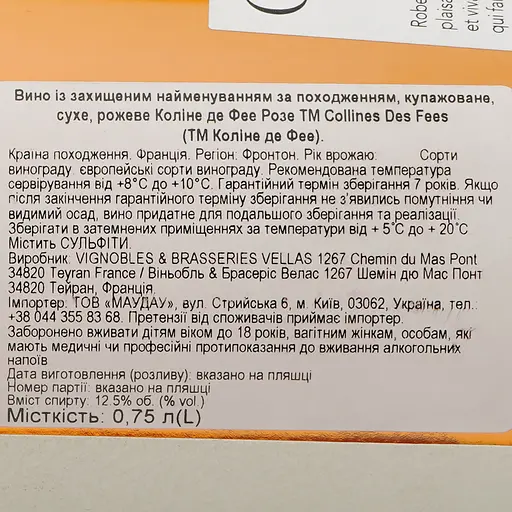 Robe
plaisa
et viva
qui fai
Вино із захищеним найменуванням за походженням, купажоване,
сухе, рожеве Коліне де Фее Розе ТМ Collines Des Fees
(ТМ Коліне де Фее).
Країна походження. Франція. Регіон: Фронтон. Рік врожаю: Сорти
винограду. європейські сорти винограду. Рекомендована температура
сервірування від +8°С до +10°С. Гарантійний термін зберігання 7 років. Якщо
після закінчення гарантійного терміну зберігання не з'явились помутніння чи
видимий осад, вино придатне для подальшого зберігання та реалізації.
Зберігати в затемнених приміщеннях за температури від + 5°С до + 20°С
Містить СУЛЬФІТИ.
Виробник: VIGNOBLES & BRASSERIES VELLAS 1267 Chemin du Mas Pont
34820 Teyran France / Віньобль & Брасеріс Велас 1267 Шемін дю Мас Понт
34820 Тейран, Франція.
Імпортер. ТОВ «МАУДАУ», вул. Стрийська 6, м. Київ, 03062, Україна, тел.:
+38 044 355 83 68. Претензії від споживачів приймає імпортер.
Заборонено вживати дітям віком до 18 років, вагітним жінкам, особам, які
мають медичні чи професійні протипоказання до вживання алкогольних
напоїв
Дата виготовлення (розливу): вказано на пляшці
Номер партії: вказано на пляшці
Вміст спирту: 12.5% об. (% vol.)
Місткість: 0,75 л(L)